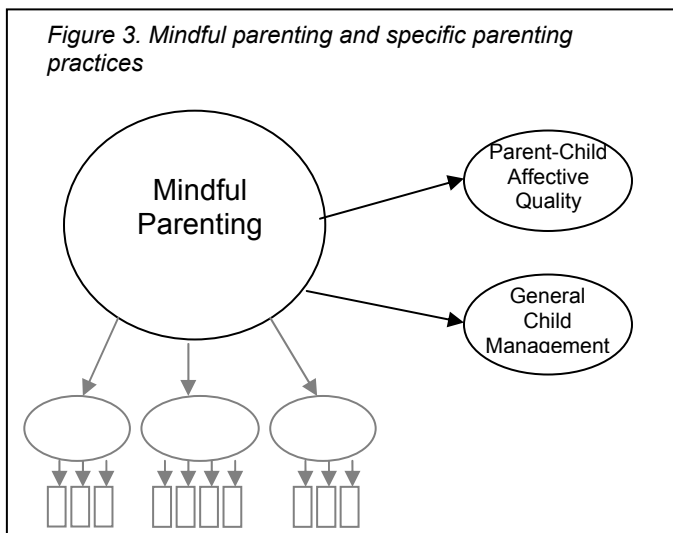 Figure 3. Mindful parenting and specific parenting
practices
Mindful
Parenting
Parent-Child
Affective
Quality
General
Child
Management